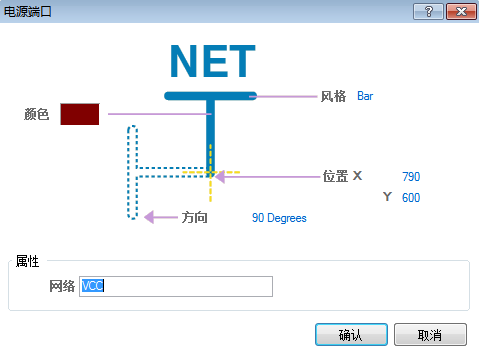 电源端口
NET
风格 Bar
颜色
位置 X 790
Y 600
方向 90 Degrees
属性
网络 VCC
确认 取消